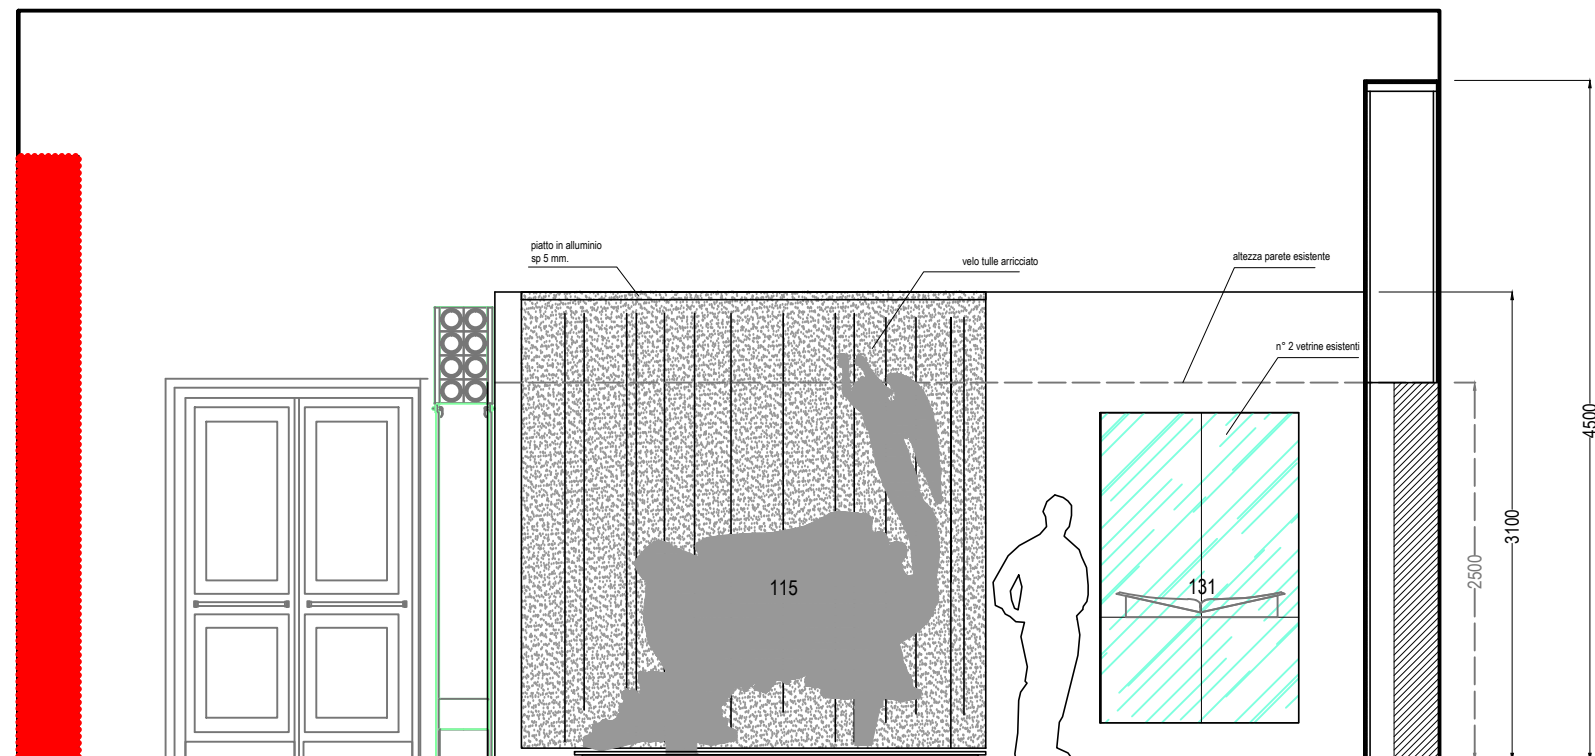 piatto in alluminio
sp 5 mm.
velo tulle arricciato
altezza parete esistente
n° 2 vetrine esistenti
4500
3100
2500
115
131